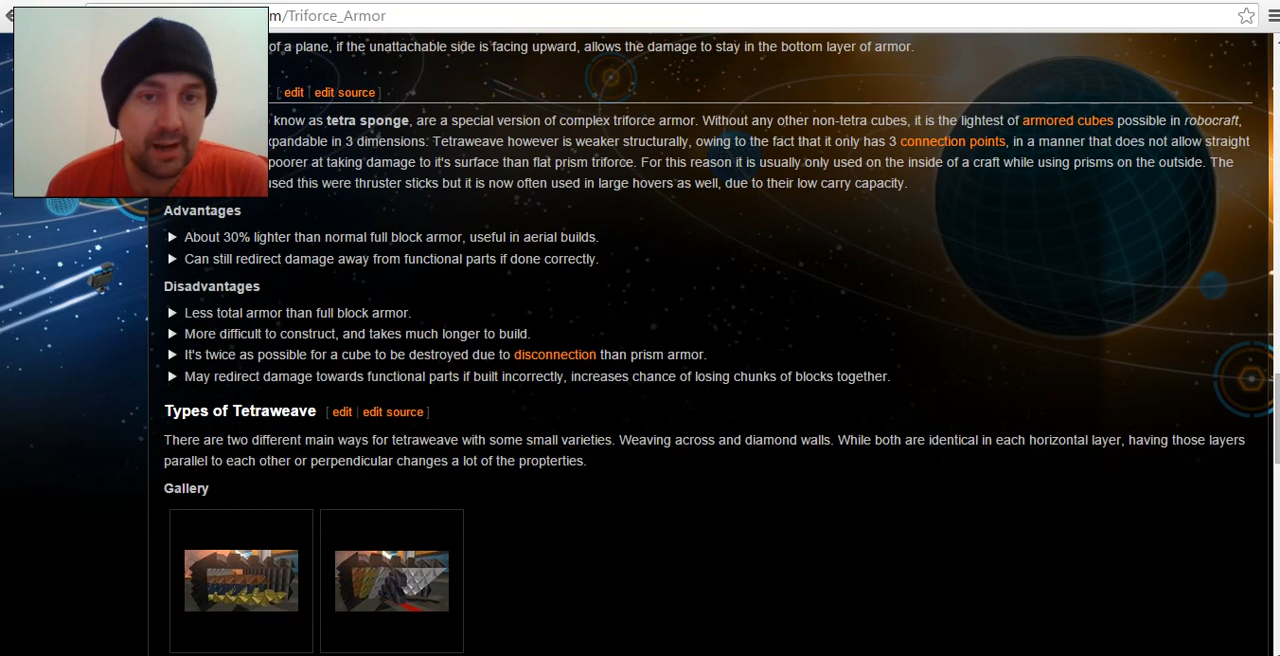 m/Triforce_Armor
of a plane, if the unattachable side is facing upward, allows the damage to stay in the bottom layer of armor.
[ edit | edit source ]
know as tetra sponge, are a special version of complex triforce armor. Without any other non-tetra cubes, it is the lightest of armored cubes possible in robocraft,
xpandable in 3 dimensions. Tetraweave however is weaker structurally, owing to the fact that it only has 3 connection points, in a manner that does not allow straight
poorer at taking damage to it's surface than flat prism triforce. For this reason it is usually only used on the inside of a craft while using prisms on the outside. The
used this were thruster sticks but it is now often used in large hovers as well, due to their low carry capacity.
Advantages
About 30% lighter than normal full block armor, useful in aerial builds.
Can still redirect damage away from functional parts if done correctly.
Disadvantages
Less total armor than full block armor.
More difficult to construct, and takes much longer to build.
It's twice as possible for a cube to be destroyed due to disconnection than prism armor.
May redirect damage towards functional parts if built incorrectly, increases chance of losing chunks of blocks together.
Types of Tetraweave [ edit | edit source ]
There are two different main ways for tetraweave with some small varieties. Weaving across and diamond walls. While both are identical in each horizontal layer, having those layers
parallel to each other or perpendicular changes a lot of the propterties.
Gallery